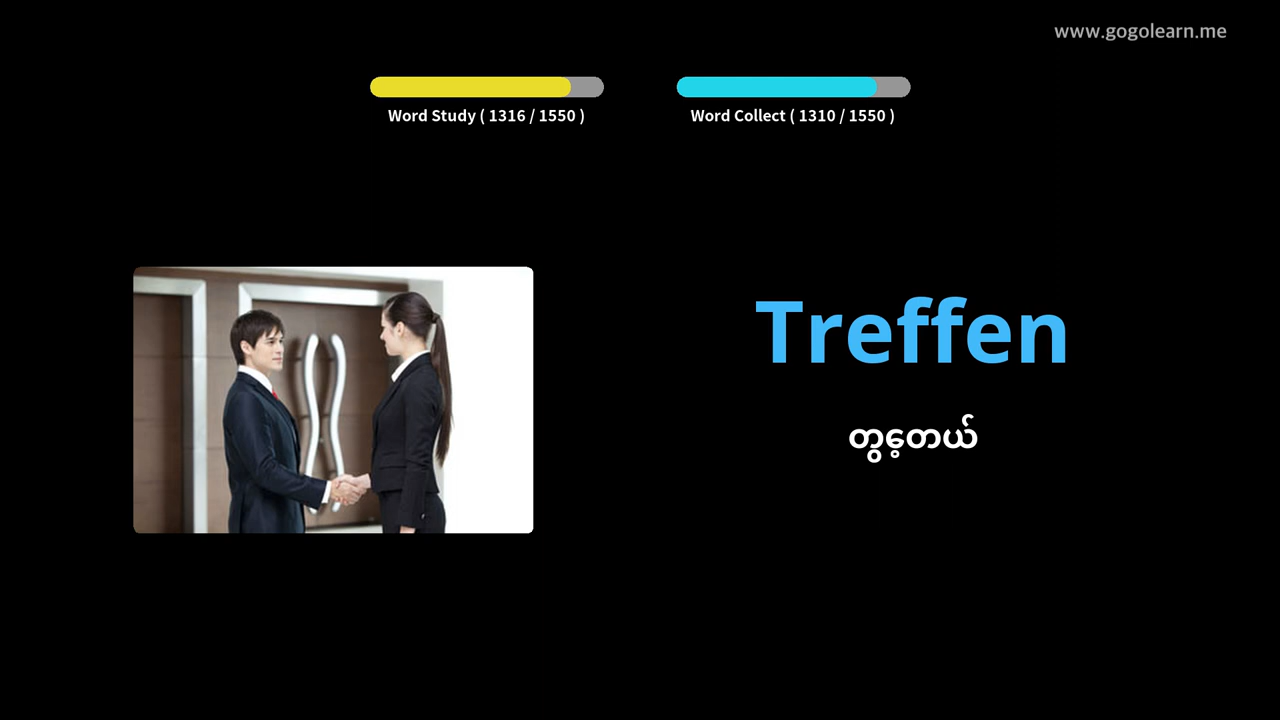 www.gogolearn.me
Word Study ( 1316 / 1550 )
Word Collect ( 1310 / 1550 )
Treffen
တွေ့တယ်